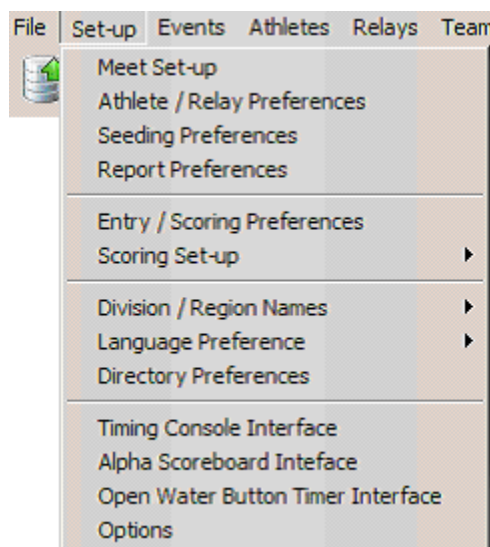 File Set-up Events Athletes Relays Team
Meet Set-up
Athlete / Relay Preferences
Seeding Preferences
Report Preferences
Entry / Scoring Preferences
Scoring Set-up
Division / Region Names
Language Preference
Directory Preferences
Timing Console Interface
Alpha Scoreboard Inteface
Open Water Button Timer Interface
Options